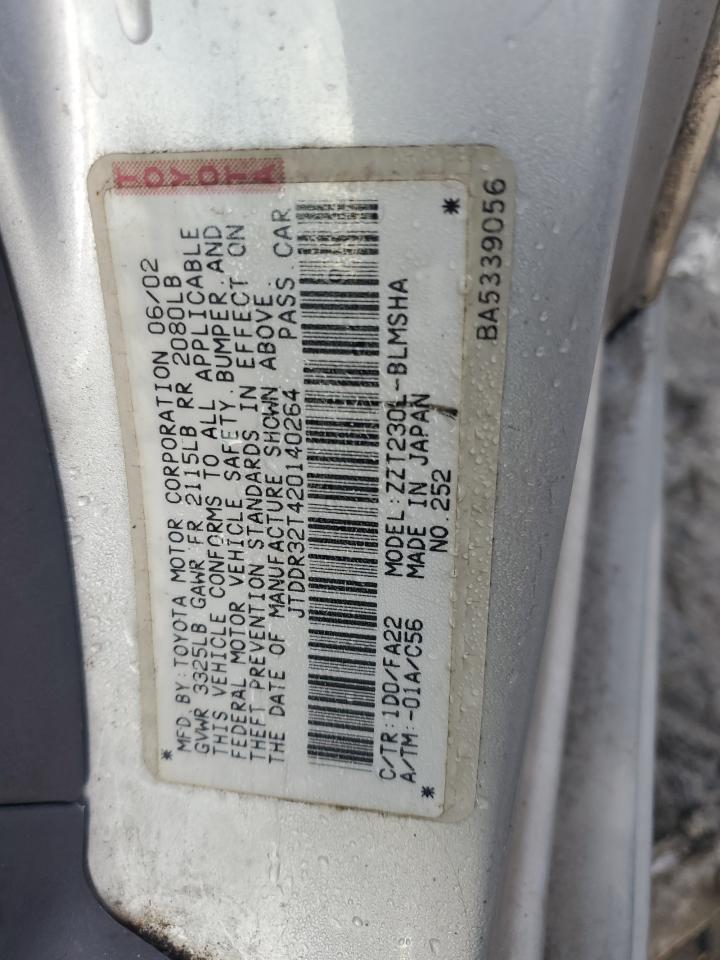 TOYOTA
* MFD. BY: TOYOTA MOTOR CORPORATION 06/02
GVWR 3325LB GAWR FR 2115LB RR 2080LB
THIS VEHICLE CONFORMS TO ALL APPLICABLE
FEDERAL MOTOR VEHICLE SAFETY, BUMPER, AND
THEFT PREVENTION STANDARDS IN EFFECT ON
THE DATE OF MANUFACTURE SHOWN ABOVE.
JTDDR32T420140264 PASS. CAR
C/TR: 1D0/FA22 MODEL: ZZT230L-BLMSHA *
A/TM: -01A/C56 MADE IN JAPAN
* NO. 252
BA5339056